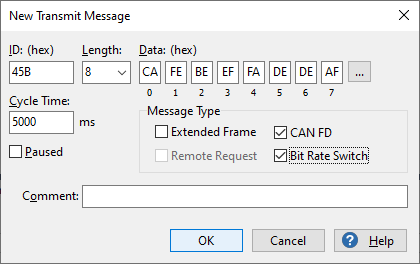 New Transmit Message
ID: (hex) Length: Data: (hex)
45B 8 CA FE BE EF FA DE DE AF ...
0 1 2 3 4 5 6 7
Cycle Time:
5000 ms
Message Type
Extended Frame CAN FD
Paused Remote Request Bit Rate Switch
Comment:
OK Cancel ? Help